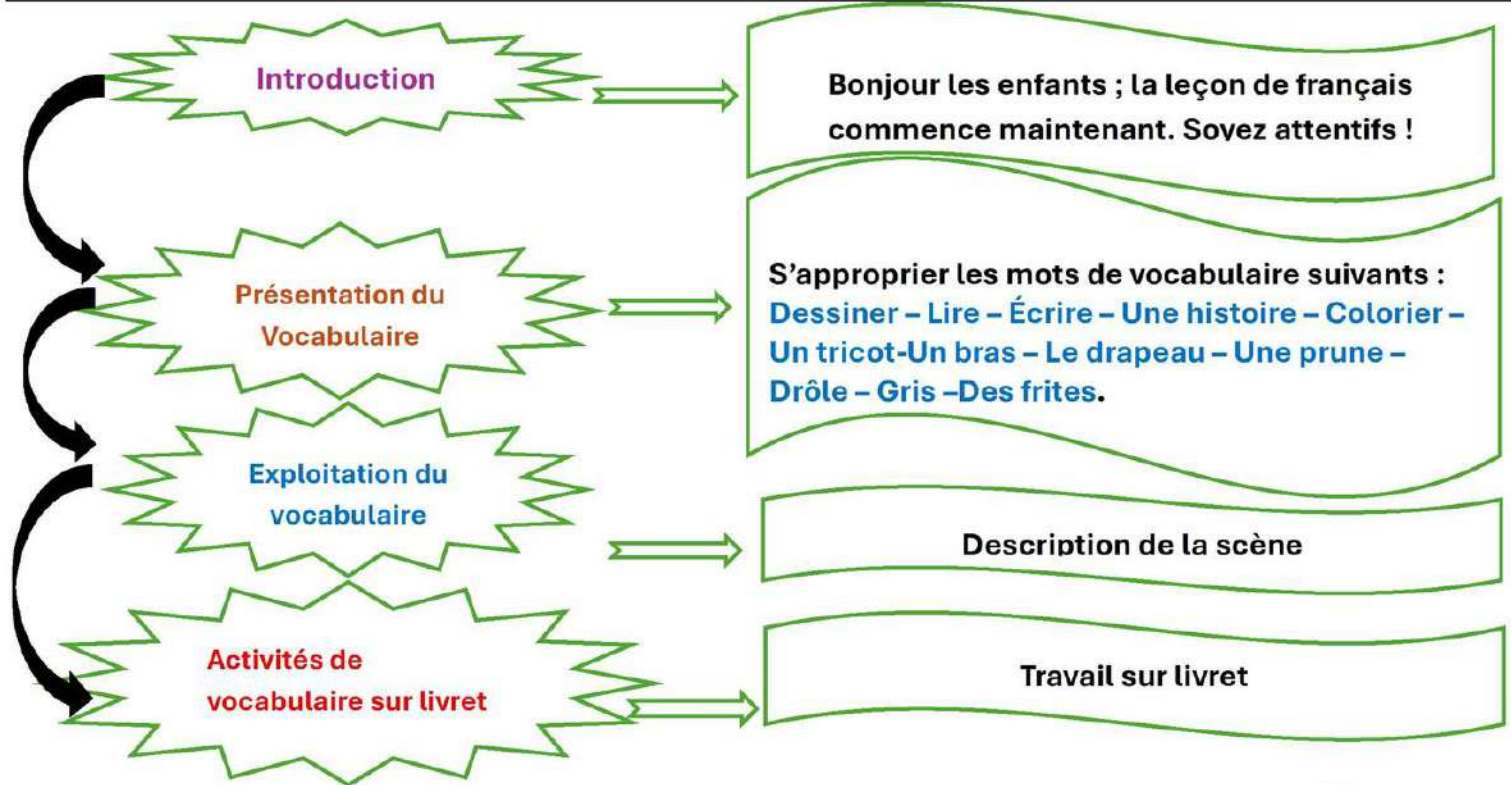 Introduction
Bonjour les enfants ; la leçon de français
commence maintenant. Soyez attentifs !
Présentation du
Vocabulaire
S’approprier les mots de vocabulaire suivants :
Dessiner – Lire – Écrire – Une histoire – Colorier –
Un tricot-Un bras – Le drapeau – Une prune –
Drôle – Gris –Des frites.
Exploitation du
vocabulaire
Description de la scène
Activités de
vocabulaire sur livret
Travail sur livret